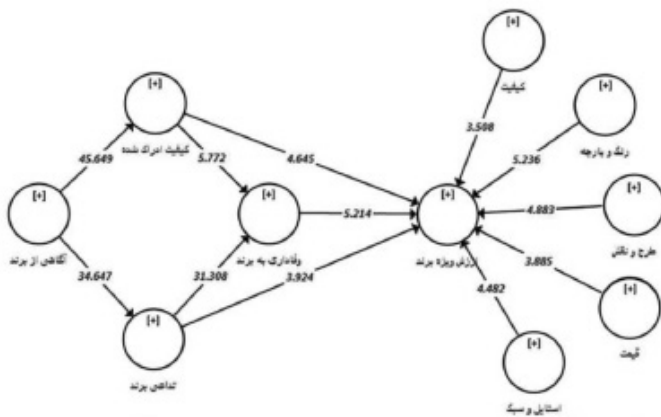 [+]
کیفیت
3.508
[+]
رنگ و پارچه
5.236
[+]
کیفیت ادراک شده
45.649
5.772
4.645
[+]
آگاهی از برند
[+]
وفاداری به برند
5.214
[+]
ارزش ویژه برند
4.883
[+]
طرح و نقش
34.647
31.308
3.924
3.885
[+]
قیمت
4.482
[+]
تداعی برند
[+]
استایل و سبک